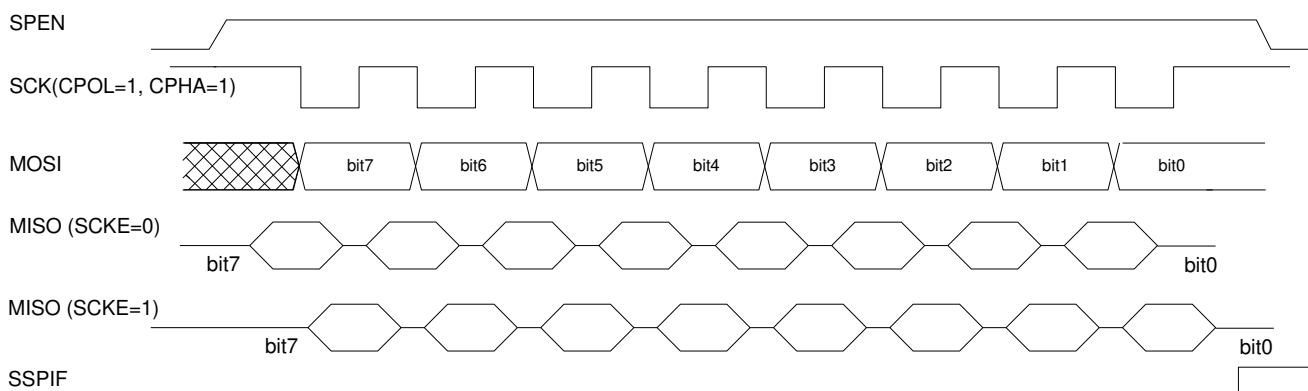 SPEN
SCK(CPOL=1, CPHA=1)
MOSI
bit7 bit6 bit5 bit4 bit3 bit2 bit1 bit0
MISO (SCKE=0)
bit7 bit0
MISO (SCKE=1)
bit7 bit0
SSPIF